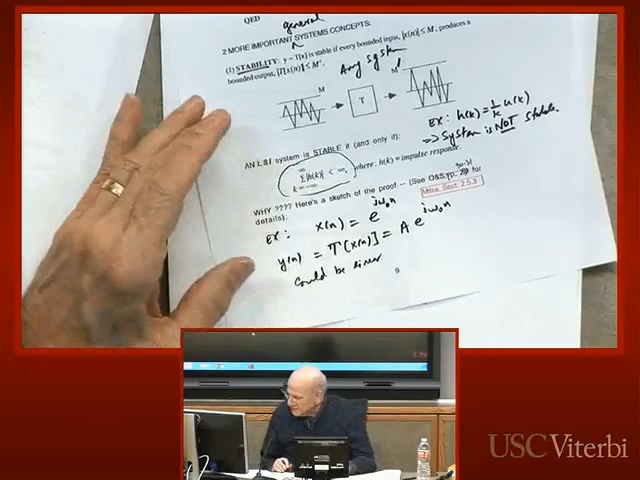 QED
general
2 MORE IMPORTANT SYSTEMS CONCEPTS:
(1) STABILITY: y = T[x] is stable if every bounded input, |x(n)| ≤ M, produces a
bounded output, |T[x(n)]| ≤ M'.
Any system
M
T
M'
Ex: h(k) = 1/k u(k)
⇒ System is NOT stable
AN LSI system is STABLE if (and only if):
∞
Σ|h(k)| < ∞, where: h(k) = impulse response.
k = -∞
WHY ???? Here's a sketch of the proof -- (See O&S, pp. for
details): Mitra, Sect 2.5.3
Ex: x(n) = e^{jω₀n}
y(n) = T[x(n)] = A e^{jω₀n}
Could be linear
9
USC Viterbi